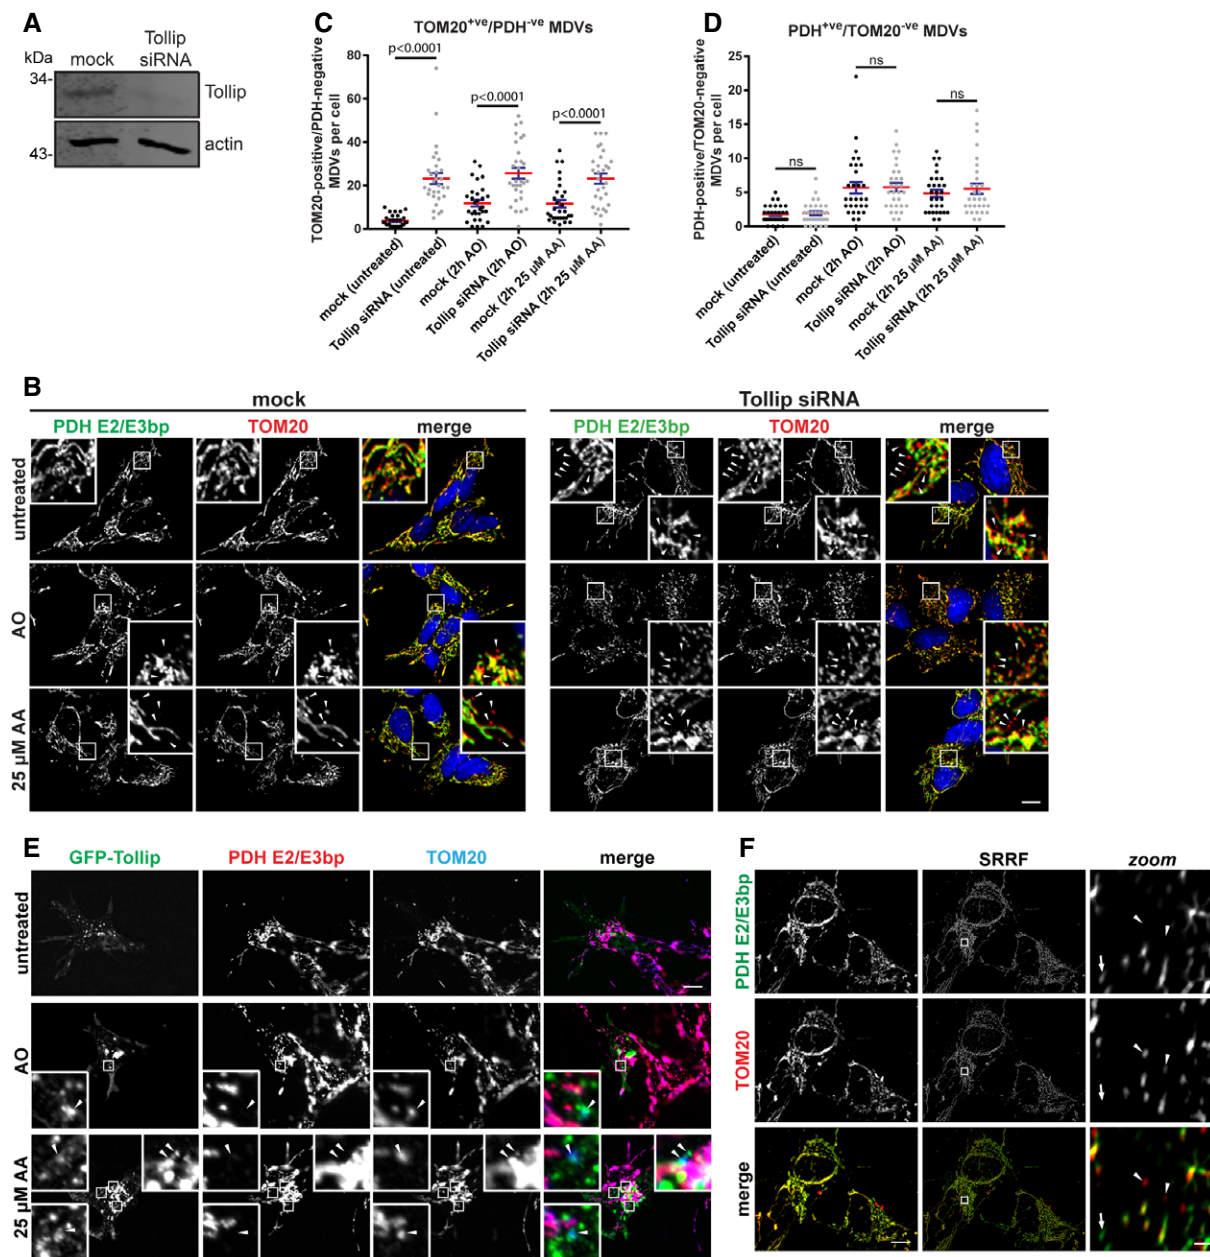 A
kDa
mock
Tollip
siRNA
34-
Tollip
43-
actin
C
TOM20+ve/PDH-ve MDVs
TOM20-positive/PDH-negative
MDVs per cell
80
60
40
20
0
p<0.0001
p<0.0001
p<0.0001
mock (untreated)
Tollip siRNA (untreated)
mock (2h AO)
Tollip siRNA (2h AO)
mock (2h 25 µM AA)
Tollip siRNA (2h 25 µM AA)
D
PDH+ve/TOM20-ve MDVs
PDH-positive/TOM20-negative
MDVs per cell
25
20
15
10
5
0
ns
ns
ns
mock (untreated)
Tollip siRNA (untreated)
mock (2h AO)
Tollip siRNA (2h AO)
mock (2h 25 µM AA)
Tollip siRNA (2h 25 µM AA)
B
mock
Tollip siRNA
PDH E2/E3bp
TOM20
merge
PDH E2/E3bp
TOM20
merge
untreated
AO
25 µM AA
E
GFP-Tollip
PDH E2/E3bp
TOM20
merge
untreated
AO
25 µM AA
F
SRRF
zoom
PDH E2/E3bp
TOM20
merge